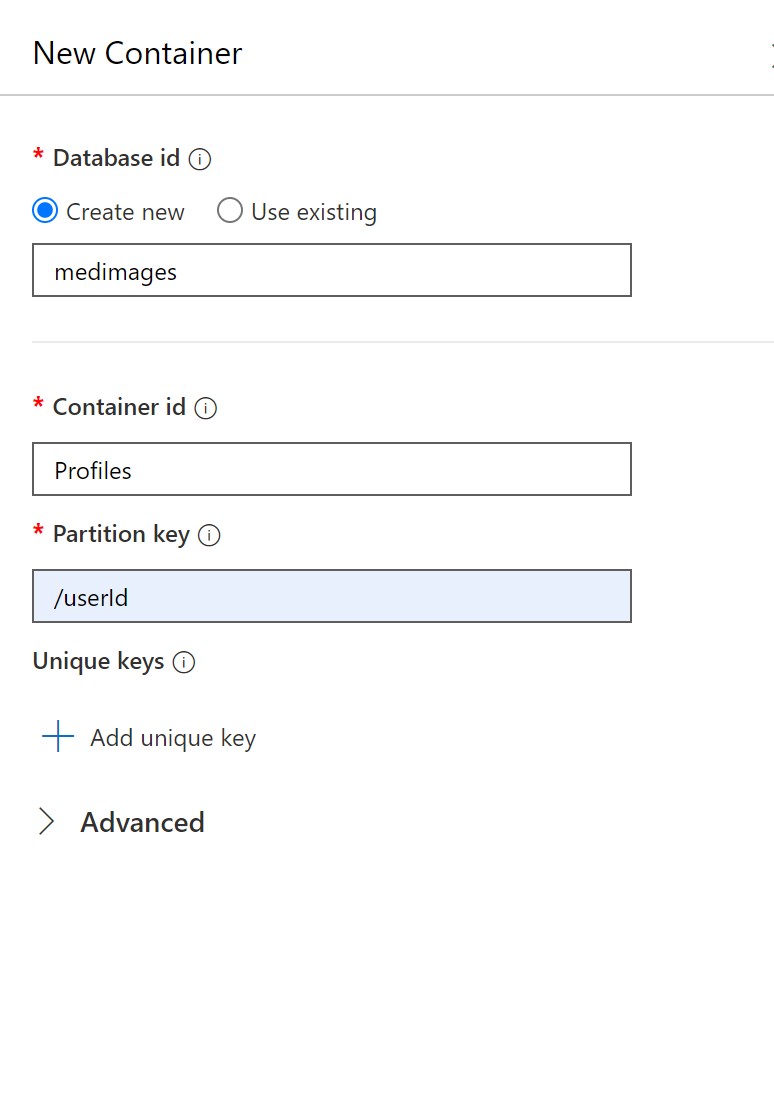 New Container
* Database id
Create new Use existing
medimages
* Container id
Profiles
* Partition key
/userId
Unique keys
Add unique key
Advanced